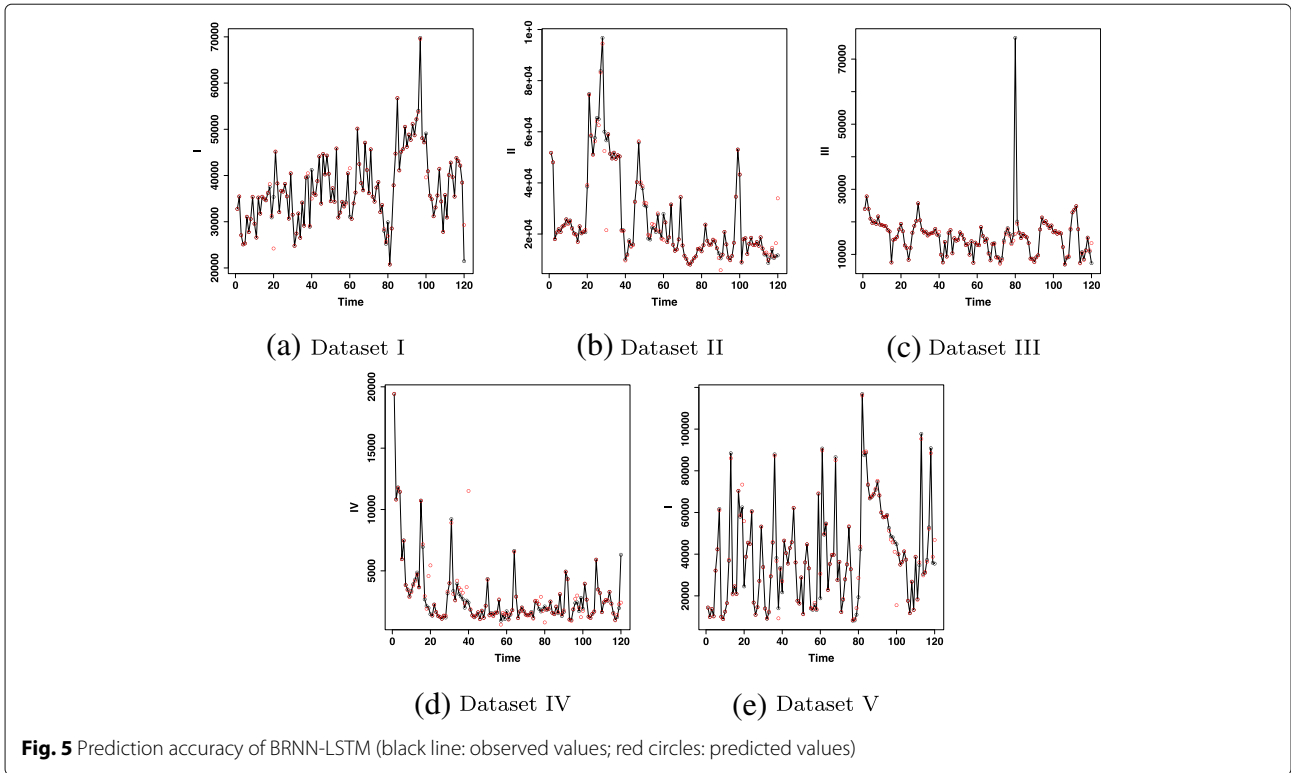 I
20000 30000 40000 50000 60000 70000
0 20 40 60 80 100 120
Time
(a) Dataset I
II
2e+04 4e+04 6e+04 8e+04 1e+0
0 20 40 60 80 100 120
Time
(b) Dataset II
III
10000 30000 50000 70000
0 20 40 60 80 100 120
Time
(c) Dataset III
IV
5000 10000 15000 20000
0 20 40 60 80 100 120
Time
(d) Dataset IV
I
20000 40000 60000 80000 100000
0 20 40 60 80 100 120
Time
(e) Dataset V
Fig. 5 Prediction accuracy of BRNN-LSTM (black line: observed values; red circles: predicted values)